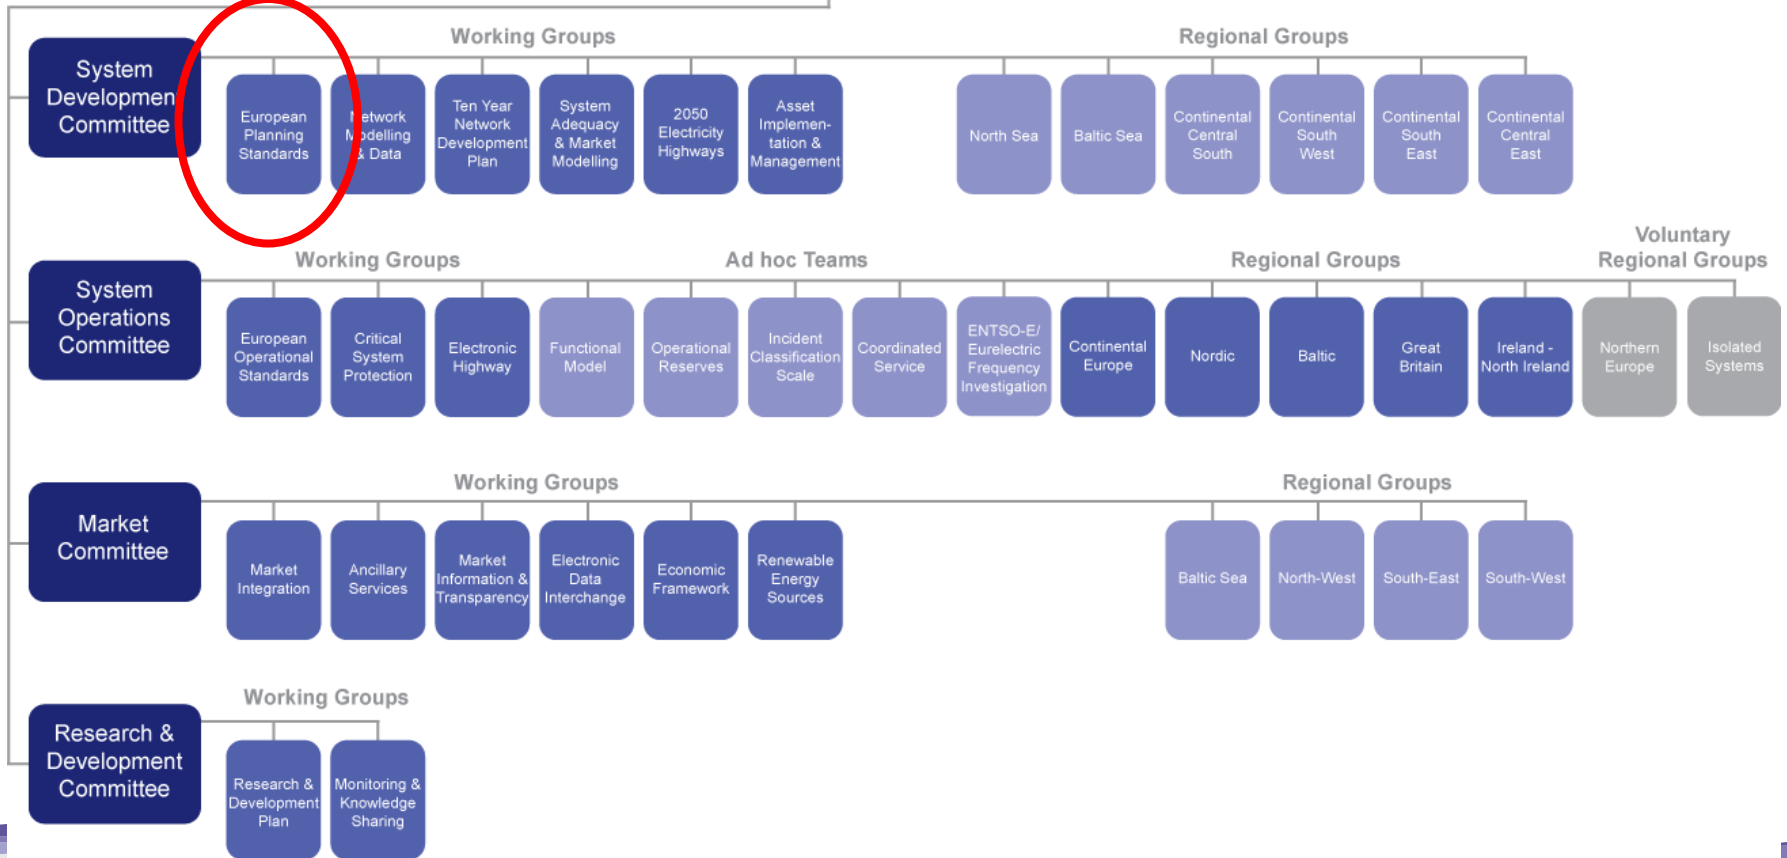 Working Groups
Regional Groups
System
Development
Committee
European
Planning
Standards
Network
Modelling
& Data
Ten Year
Network
Development
Plan
System
Adequacy
& Market
Modelling
2050
Electricity
Highways
Asset
Implemen-
tation &
Management
North Sea
Baltic Sea
Continental
Central
South
Continental
South
West
Continental
South
East
Continental
Central
East
Working Groups
Ad hoc Teams
Regional Groups
Voluntary
Regional Groups
System
Operations
Committee
European
Operational
Standards
Critical
System
Protection
Electronic
Highway
Functional
Model
Operational
Reserves
Incident
Classification
Scale
Coordinated
Service
ENTSO-E/
Eurelectric
Frequency
Investigation
Continental
Europe
Nordic
Baltic
Great
Britain
Ireland -
North Ireland
Northern
Europe
Isolated
Systems
Working Groups
Regional Groups
Market
Committee
Market
Integration
Ancillary
Services
Market
Information &
Transparency
Electronic
Data
Interchange
Economic
Framework
Renewable
Energy
Sources
Baltic Sea
North-West
South-East
South-West
Working Groups
Research &
Development
Committee
Research &
Development
Plan
Monitoring &
Knowledge
Sharing